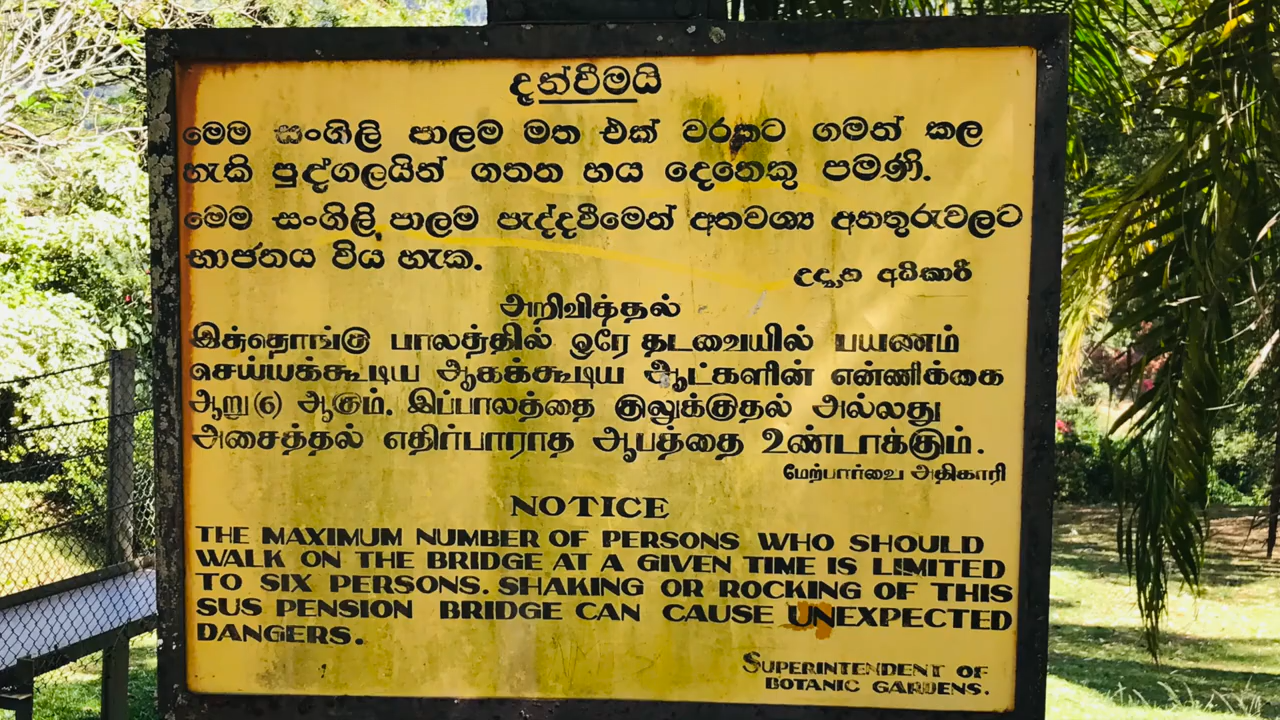 දැන්වීමයි
මෙම සංගිලි පාලම මත එක් වරකට ගමන් කල
හැකි පුද්ගලයින් ගනන හය දෙනෙකු පමණි.
මෙම සංගිලි පාලම පැද්දවීමෙන් අනවශ්‍ය අනතුරුවලට
භාජනය විය හැක.
උද්‍යාන අධිකාරී
அறிவித்தல்
இத்தொங்கு பாலத்தில் ஒரே தடவையில் பயணம்
செய்யக்கூடிய ஆகக்கூடிய ஆட்களின் எண்ணிக்கை
ஆறு (6) ஆகும். இப்பாலத்தை குலுக்குதல் அல்லது
அசைத்தல் எதிர்பாராத ஆபத்தை உண்டாக்கும்.
மேற்பார்வை அதிகாரி
NOTICE
THE MAXIMUM NUMBER OF PERSONS WHO SHOULD
WALK ON THE BRIDGE AT A GIVEN TIME IS LIMITED
TO SIX PERSONS. SHAKING OR ROCKING OF THIS
SUS PENSION BRIDGE CAN CAUSE UNEXPECTED
DANGERS.
SUPERINTENDENT OF
BOTANIC GARDENS.